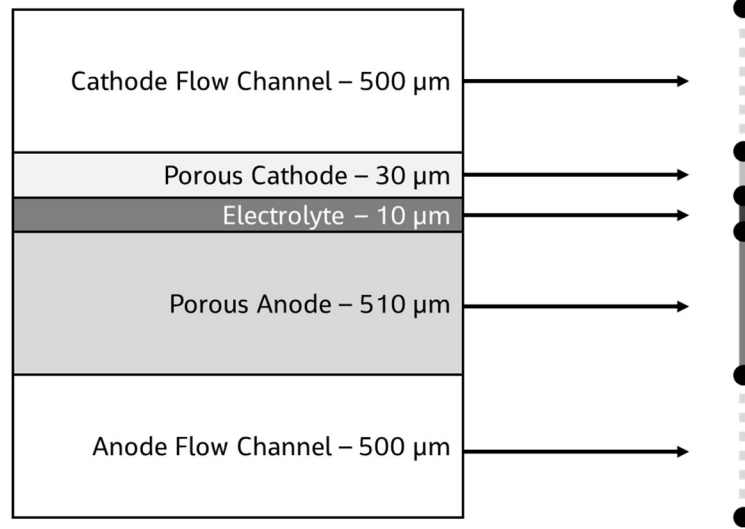 Cathode Flow Channel – 500 μm
Porous Cathode – 30 μm
Electrolyte – 10 μm
Porous Anode – 510 μm
Anode Flow Channel – 500 μm